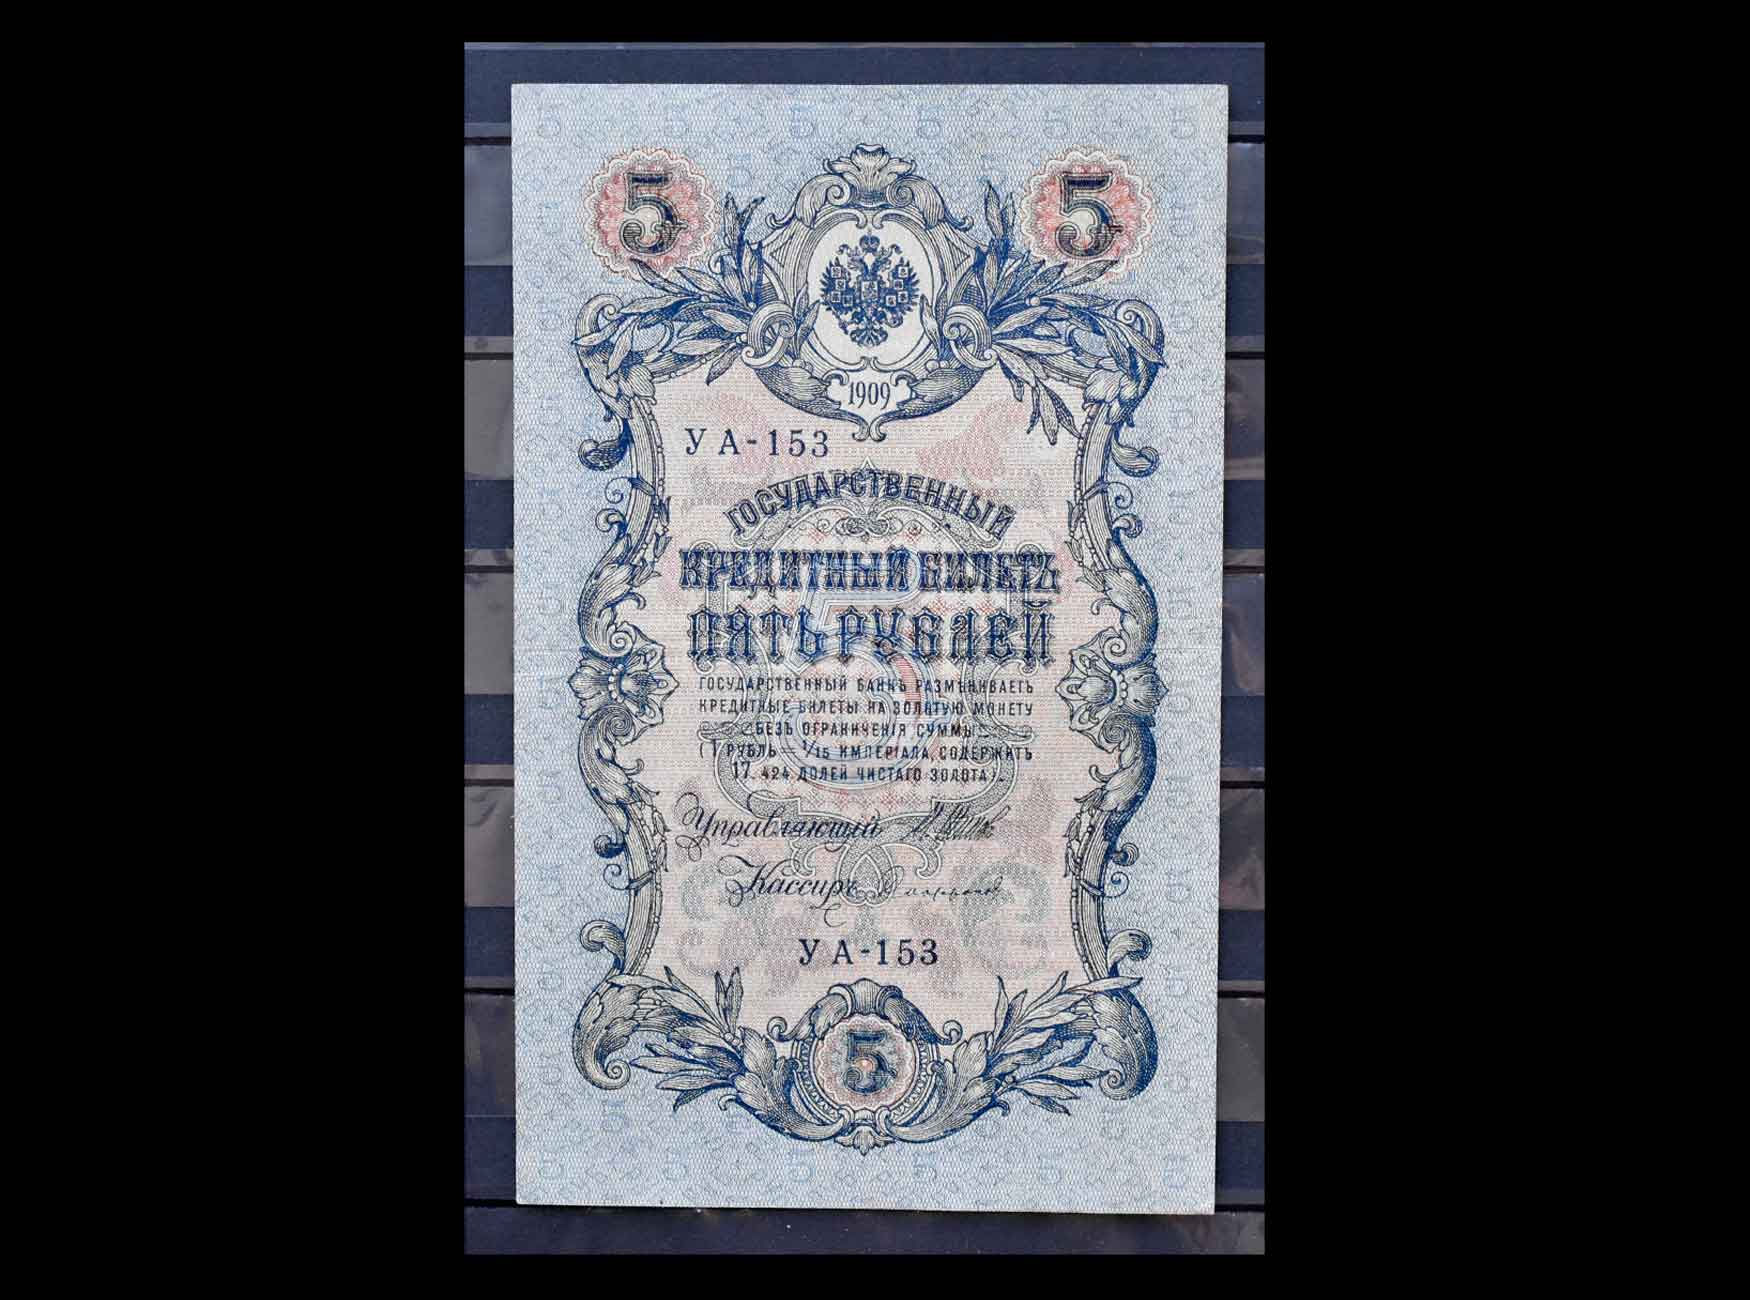 5 5
1909
УА-153
ГОСУДАРСТВЕННЫЙ
КРЕДИТНЫЙ БИЛЕТЪ
ПЯТЬ РУБЛЕЙ
ГОСУДАРСТВЕННЫЙ БАНКЪ РАЗМѢНИВАЕТЪ
КРЕДИТНЫЕ БИЛЕТЫ НА ЗОЛОТУЮ МОНЕТУ
БЕЗЪ ОГРАНИЧЕНІЯ СУММЫ
(1 РУБЛЬ = 1/15 ИМПЕРІАЛА, СОДЕРЖИТЪ
17,424 ДОЛЕЙ ЧИСТАГО ЗОЛОТА).
Управляющій
Кассиръ
УА-153
5